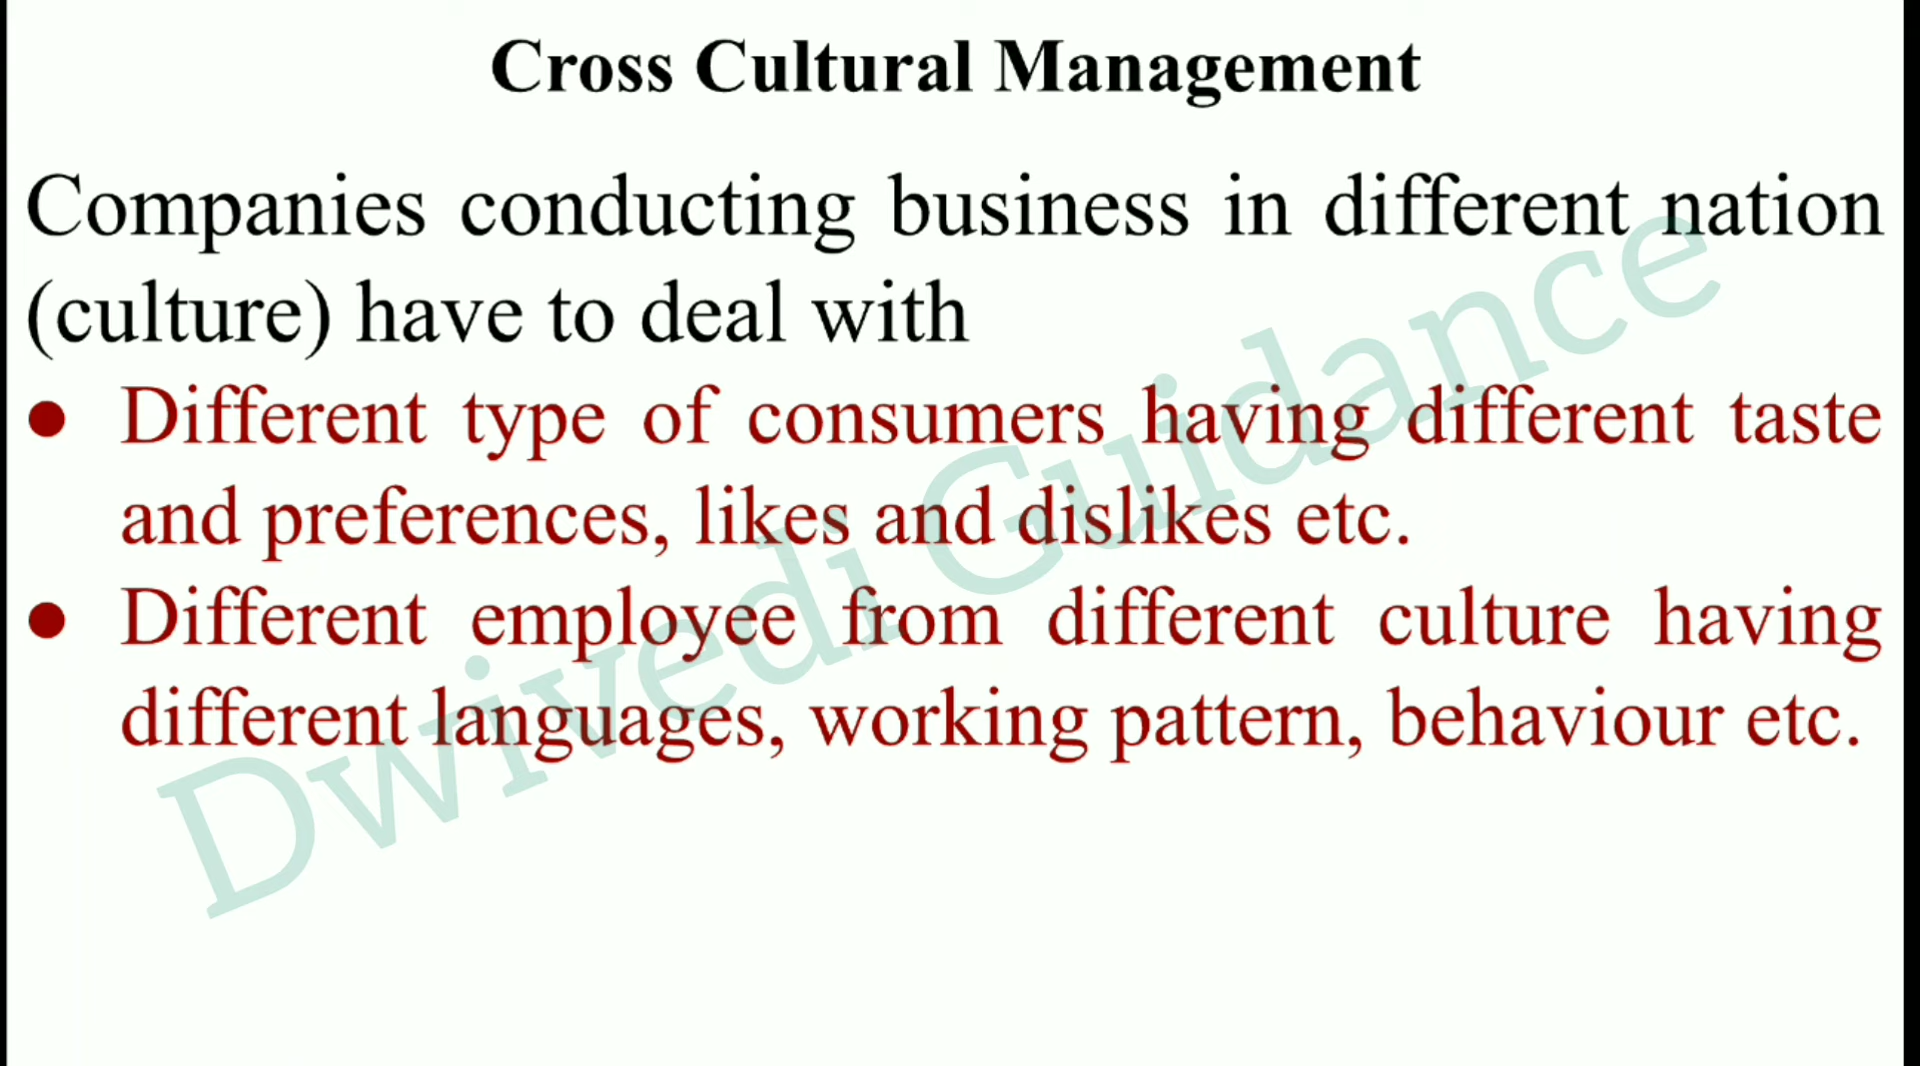 Cross Cultural Management
Companies conducting business in different nation
(culture) have to deal with
● Different type of consumers having different taste
and preferences, likes and dislikes etc.
● Different employee from different culture having
different languages, working pattern, behaviour etc.
Dwivedi Guidance